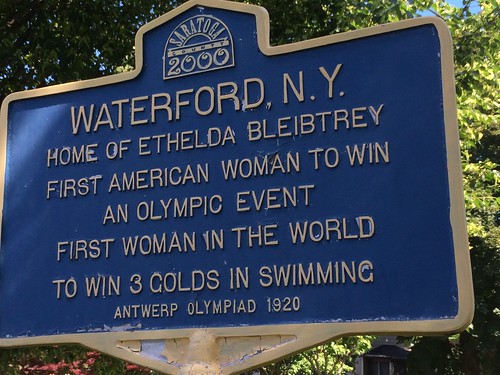 SARATOGA
COUNTY
2000
WATERFORD, N.Y.
HOME OF ETHELDA BLEIBTREY
FIRST AMERICAN WOMAN TO WIN
AN OLYMPIC EVENT
FIRST WOMAN IN THE WORLD
TO WIN 3 GOLDS IN SWIMMING
ANTWERP OLYMPIAD 1920